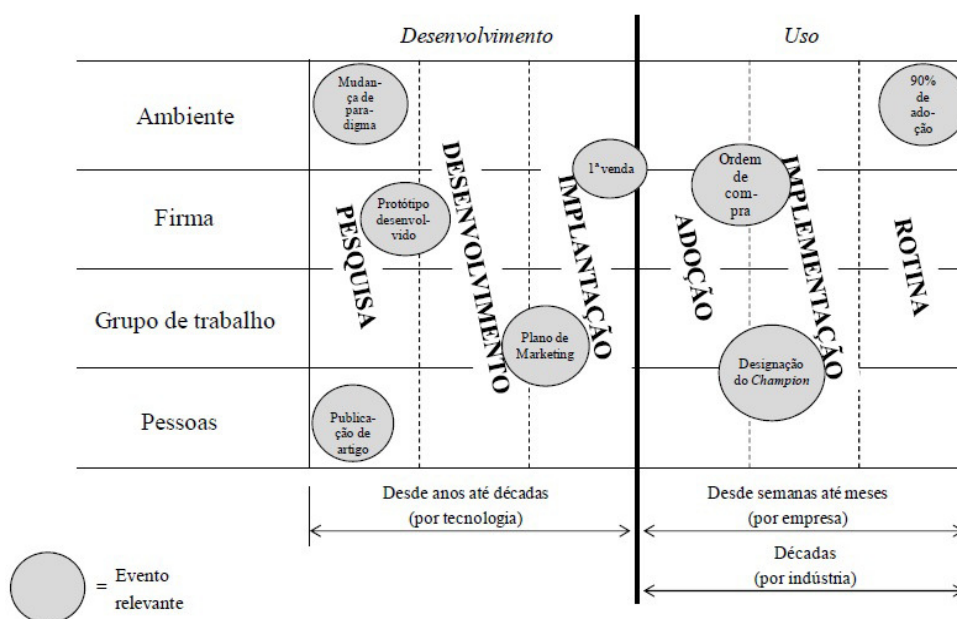 Desenvolvimento
Uso
Ambiente
Mudan-
ça de
para-
digma
90%
de
ado-
ção
1ª venda
Ordem
de
com-
pra
Firma
Protótipo
desenvol-
vido
PESQUISA
DESENVOLVIMENTO
IMPLANTAÇÃO
ADOÇÃO
IMPLEMENTAÇÃO
ROTINA
Grupo de trabalho
Plano de
Marketing
Designação
do Champion
Pessoas
Publica-
ção de
artigo
Desde anos até décadas
(por tecnologia)
Desde semanas até meses
(por empresa)
Décadas
(por indústria)
= Evento
relevante